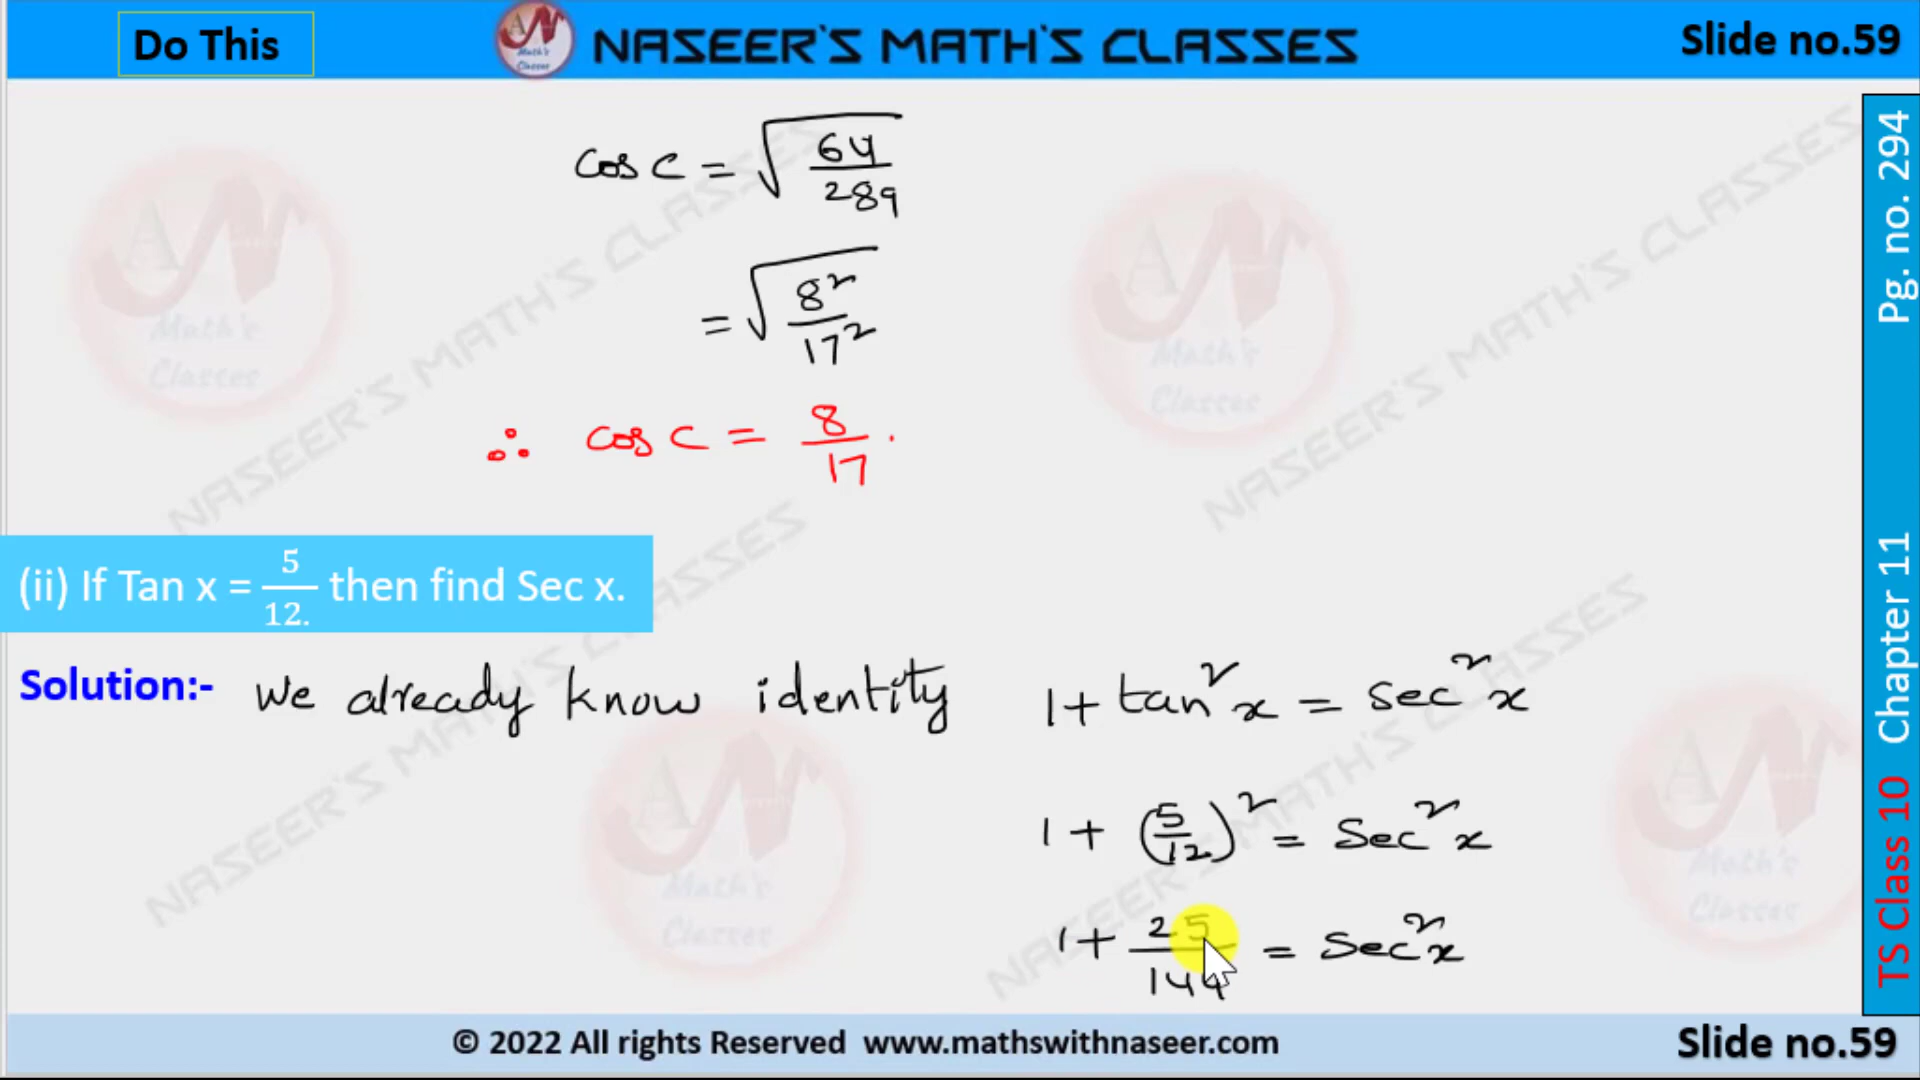 Do This
NASEER'S MATH'S CLASSES
Slide no.59
Pg. no. 294
Chapter 11
TS Class 10
cos C = √(64/289)
= √(8²/17²)
∴ cos C = 8/17.
(ii) If Tan x = 5/12. then find Sec x.
Solution:- We already know identity 1 + tan²x = sec²x
1 + (5/12)² = Sec²x
1 + 25/144 = Sec²x
© 2022 All rights Reserved www.mathswithnaseer.com
Slide no.59